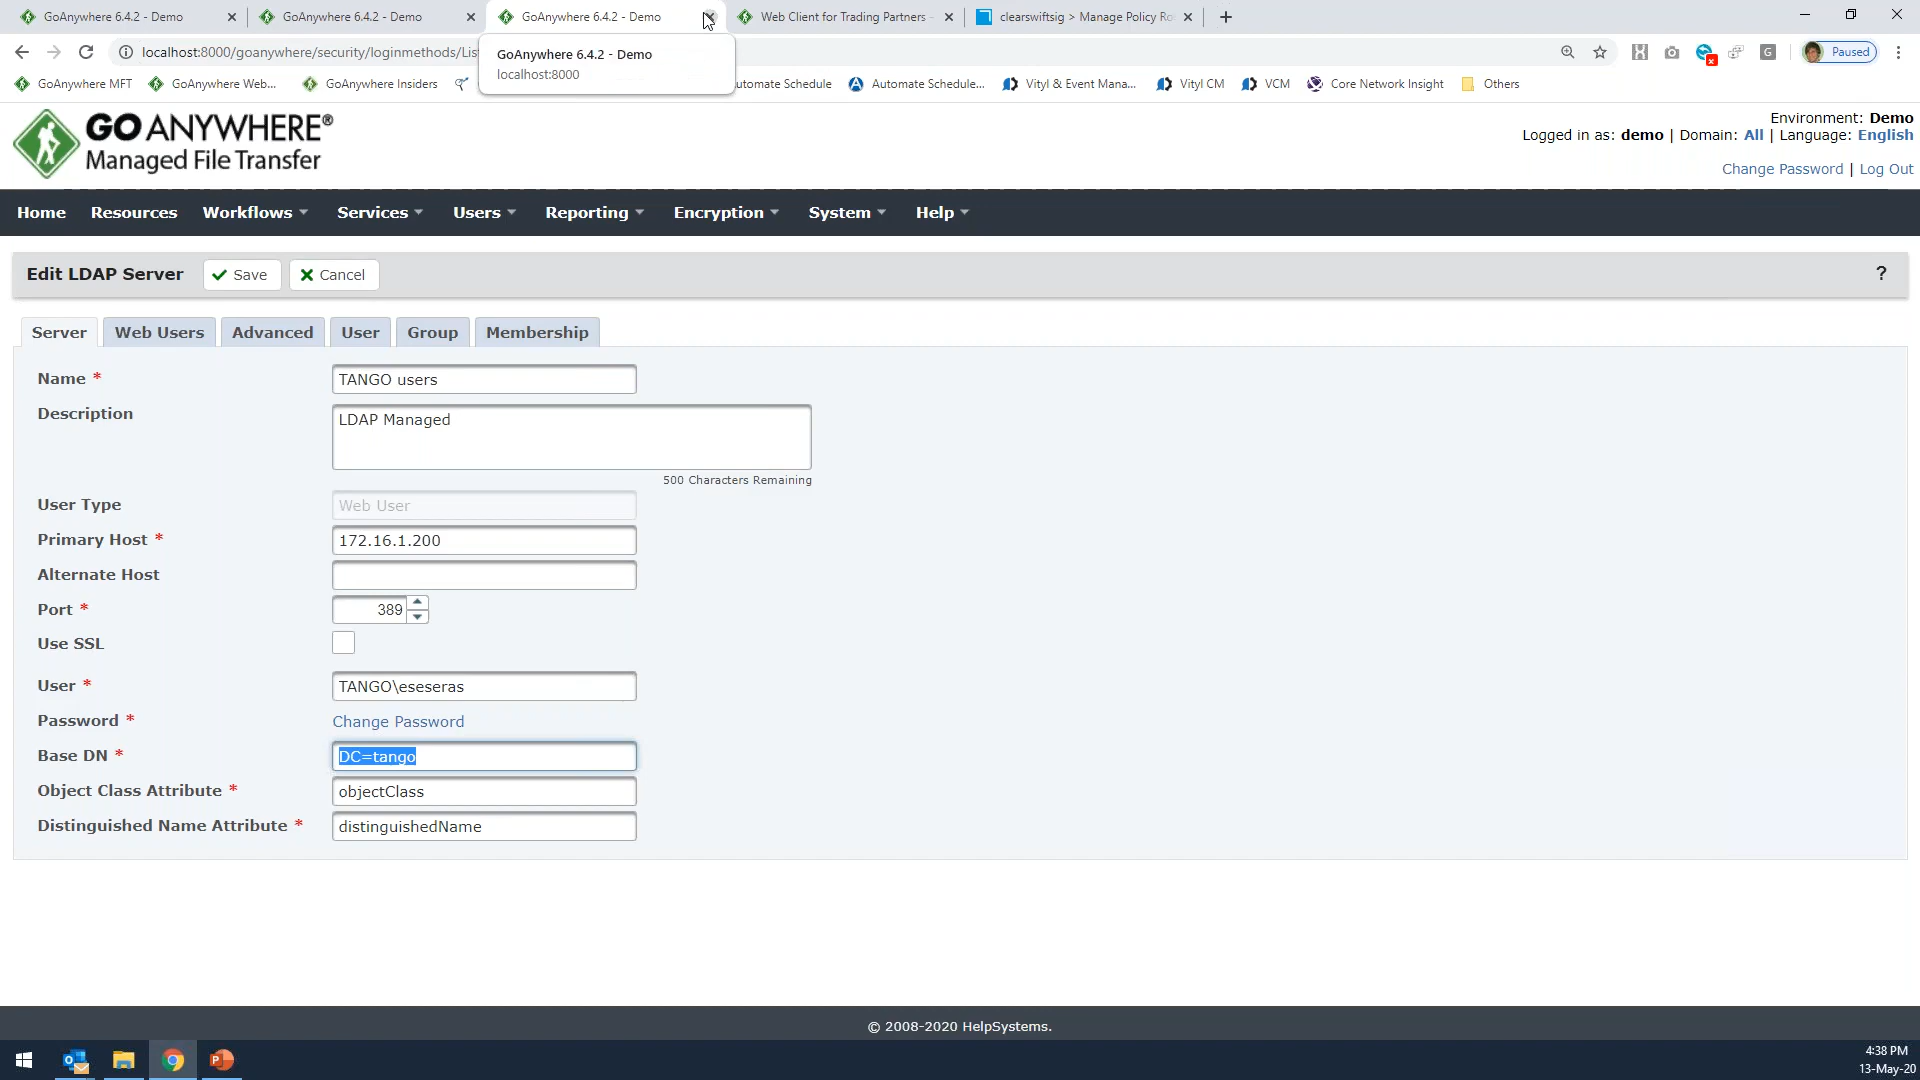 GoAnywhere 6.4.2 - Demo
GoAnywhere 6.4.2 - Demo
GoAnywhere 6.4.2 - Demo
Web Client for Trading Partners -
clearswiftsig > Manage Policy Ro
localhost:8000/goanywhere/security/loginmethods/Lis
Paused
GoAnywhere 6.4.2 - Demo
localhost:8000
GoAnywhere MFT
GoAnywhere Web...
GoAnywhere Insiders
utomate Schedule
Automate Schedule...
Vityl & Event Mana...
Vityl CM
VCM
Core Network Insight
Others
GO ANYWHERE®
Managed File Transfer
Environment: Demo
Logged in as: demo | Domain: All | Language: English
Change Password | Log Out
Home Resources Workflows Services Users Reporting Encryption System Help
Edit LDAP Server Save Cancel ?
Server Web Users Advanced User Group Membership
Name * TANGO users
Description LDAP Managed
500 Characters Remaining
User Type Web User
Primary Host * 172.16.1.200
Alternate Host
Port * 389
Use SSL
User * TANGO\eseseras
Password * Change Password
Base DN * DC=tango
Object Class Attribute * objectClass
Distinguished Name Attribute * distinguishedName
© 2008-2020 HelpSystems.
4:38 PM
13-May-20